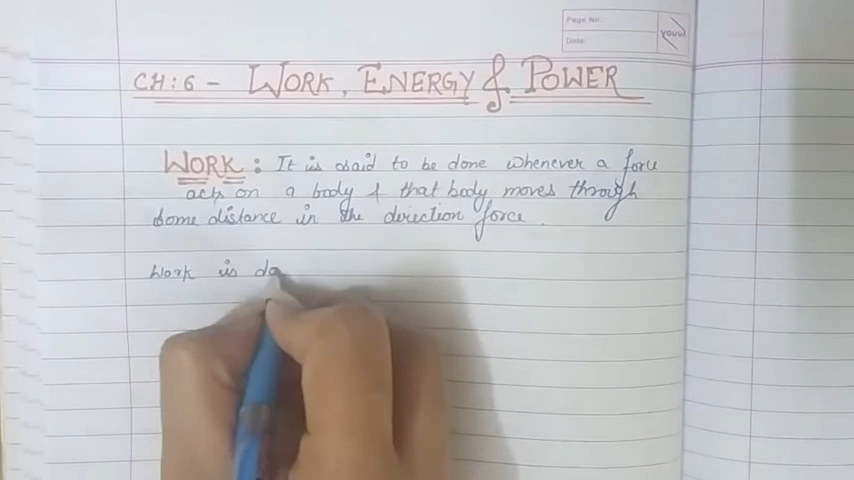 Page No.:
Date:
youva
CH: 6 - WORK, ENERGY & POWER
WORK : It is said to be done whenever a force
acts on a body & that body moves through
some distance in the direction force.
Work is do